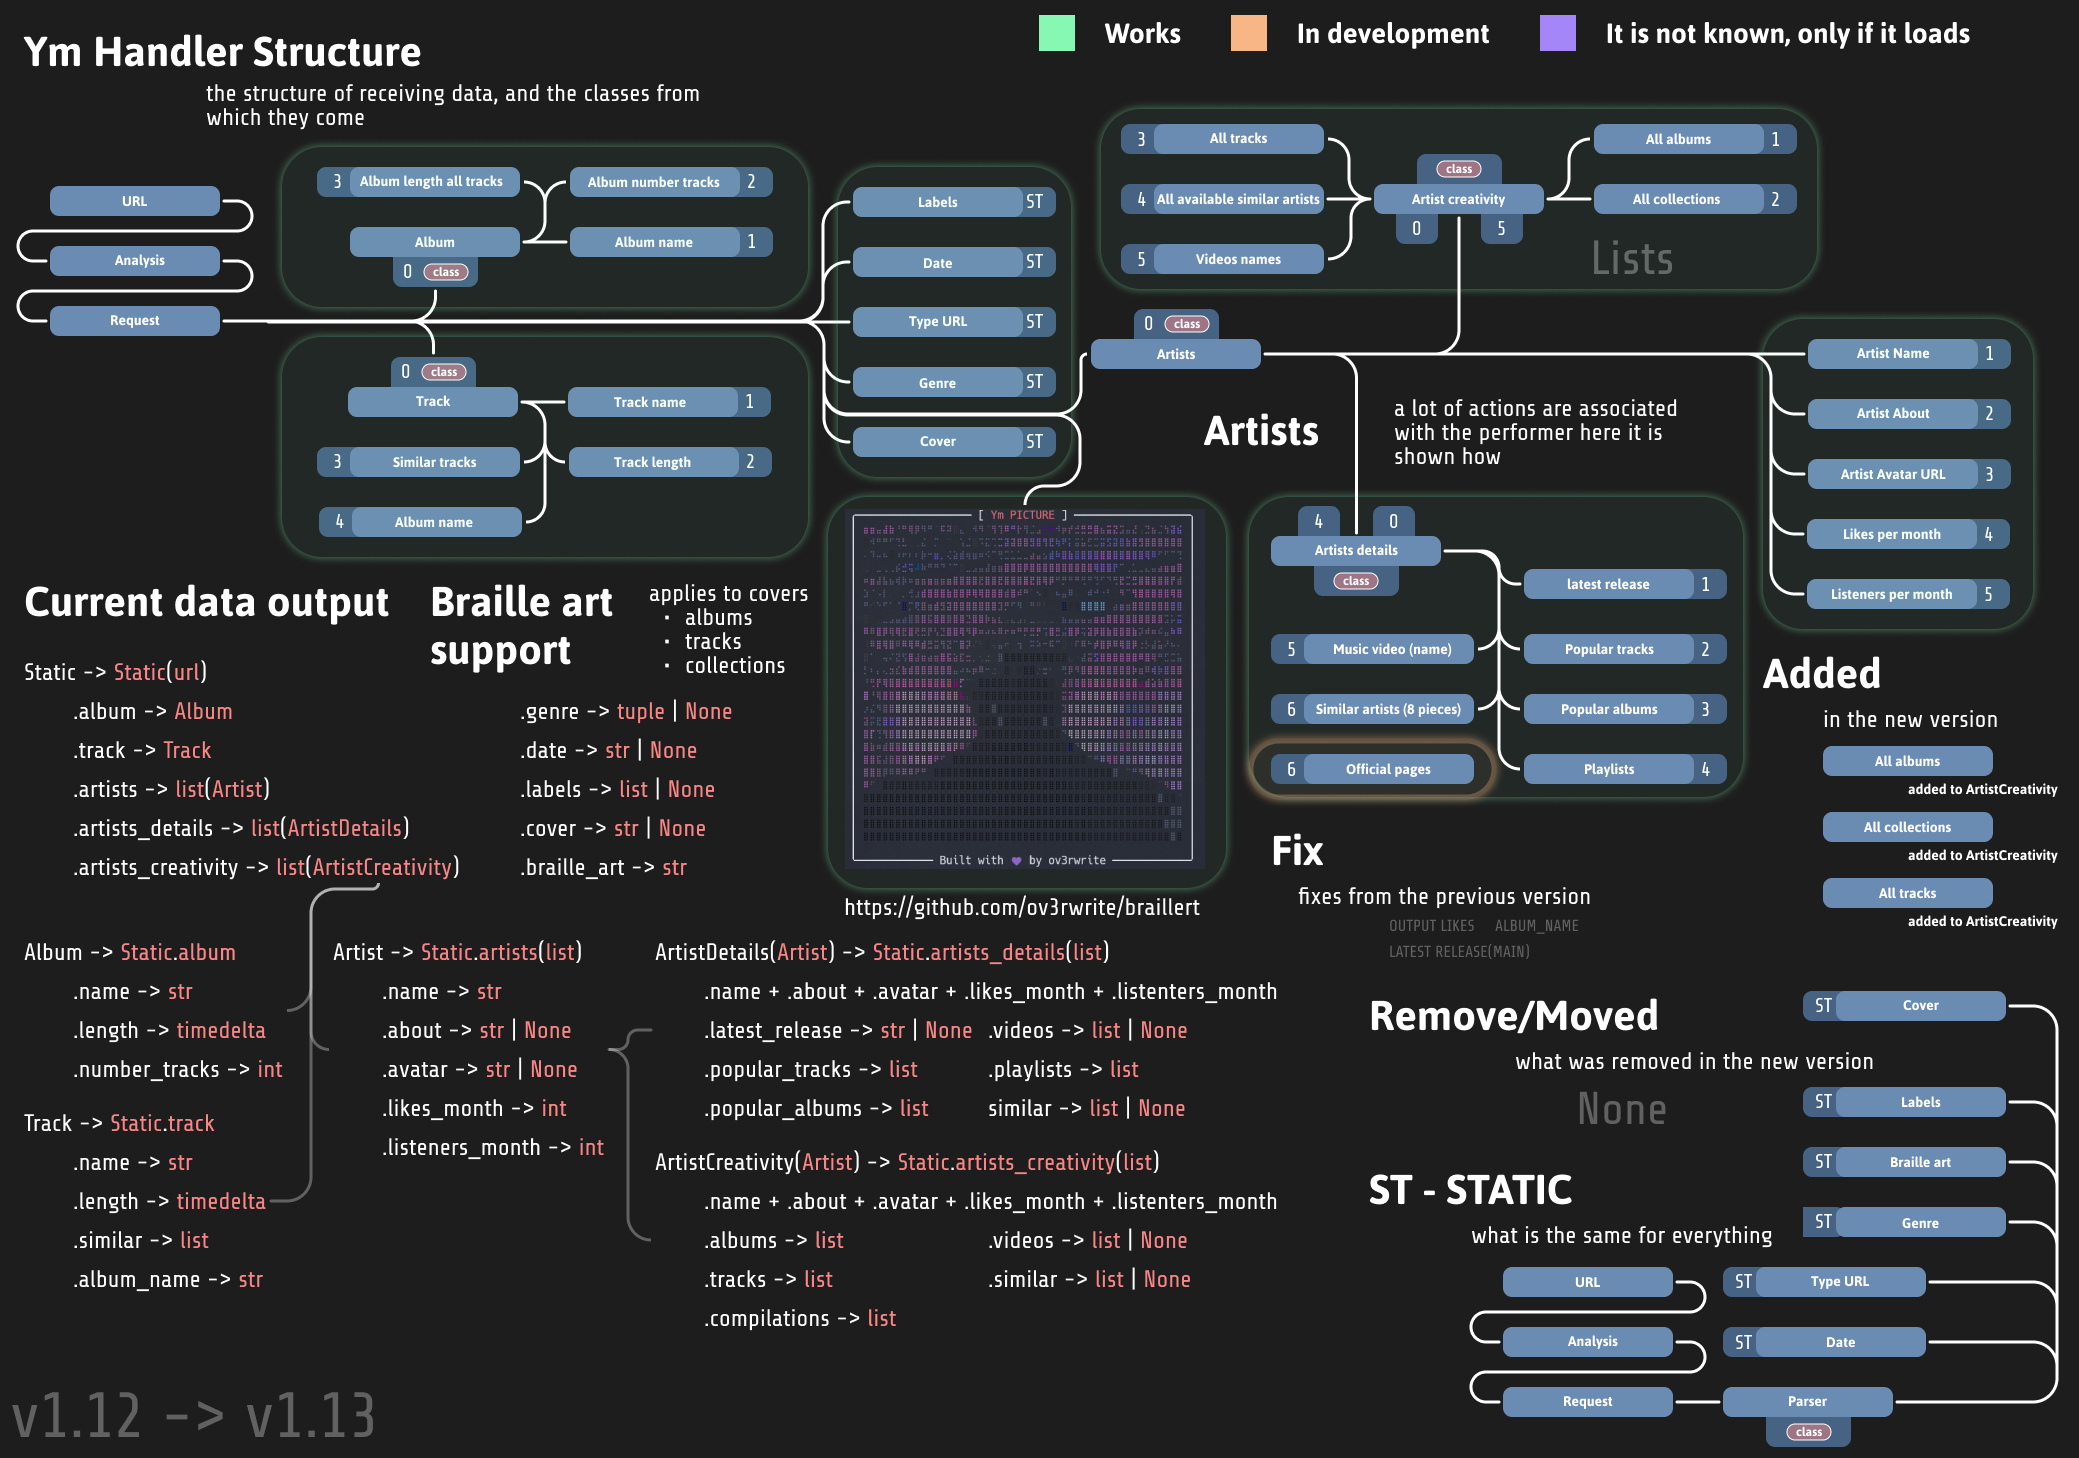 Works
In development
It is not known, only if it loads
Ym Handler Structure
the structure of receiving data, and the classes from
which they come
URL
Analysis
Request
3 Album length all tracks
Album number tracks 2
Album
Album name 1
0 class
0 class
Track
Track name 1
3 Similar tracks
Track length 2
4 Album name
Labels ST
Date ST
Type URL ST
Genre ST
Cover ST
3 All tracks
4 All available similar artists
5 Videos names
class
Artist creativity
0 5
All albums 1
All collections 2
Lists
0 class
Artists
Artists
a lot of actions are associated
with the performer here it is
shown how
Artist Name 1
Artist About 2
Artist Avatar URL 3
Likes per month 4
Listeners per month 5
4 0
Artists details
class
latest release 1
5 Music video (name)
Popular tracks 2
6 Similar artists (8 pieces)
Popular albums 3
6 Official pages
Playlists 4
[ Ym PICTURE ]
Built with ♥ by ov3rwrite
https://github.com/ov3rwrite/braillert
Current data output
Static -> Static(url)
.album -> Album
.track -> Track
.artists -> list(Artist)
.artists_details -> list(ArtistDetails)
.artists_creativity -> list(ArtistCreativity)
Braille art
support
applies to covers
· albums
· tracks
· collections
.genre -> tuple | None
.date -> str | None
.labels -> list | None
.cover -> str | None
.braille_art -> str
Album -> Static.album
.name -> str
.length -> timedelta
.number_tracks -> int
Track -> Static.track
.name -> str
.length -> timedelta
.similar -> list
.album_name -> str
Artist -> Static.artists(list)
.name -> str
.about -> str | None
.avatar -> str | None
.likes_month -> int
.listeners_month -> int
ArtistDetails(Artist) -> Static.artists_details(list)
.name + .about + .avatar + .likes_month + .listenters_month
.latest_release -> str | None .videos -> list | None
.popular_tracks -> list .playlists -> list
.popular_albums -> list similar -> list | None
ArtistCreativity(Artist) -> Static.artists_creativity(list)
.name + .about + .avatar + .likes_month + .listenters_month
.albums -> list .videos -> list | None
.tracks -> list .similar -> list | None
.compilations -> list
Added
in the new version
All albums
added to ArtistCreativity
All collections
added to ArtistCreativity
All tracks
added to ArtistCreativity
Fix
fixes from the previous version
OUTPUT LIKES ALBUM_NAME
LATEST RELEASE(MAIN)
Remove/Moved
what was removed in the new version
None
ST - STATIC
what is the same for everything
ST Cover
ST Labels
ST Braille art
ST Genre
URL
ST Type URL
Analysis
ST Date
Request
Parser
class
v1.12 -> v1.13